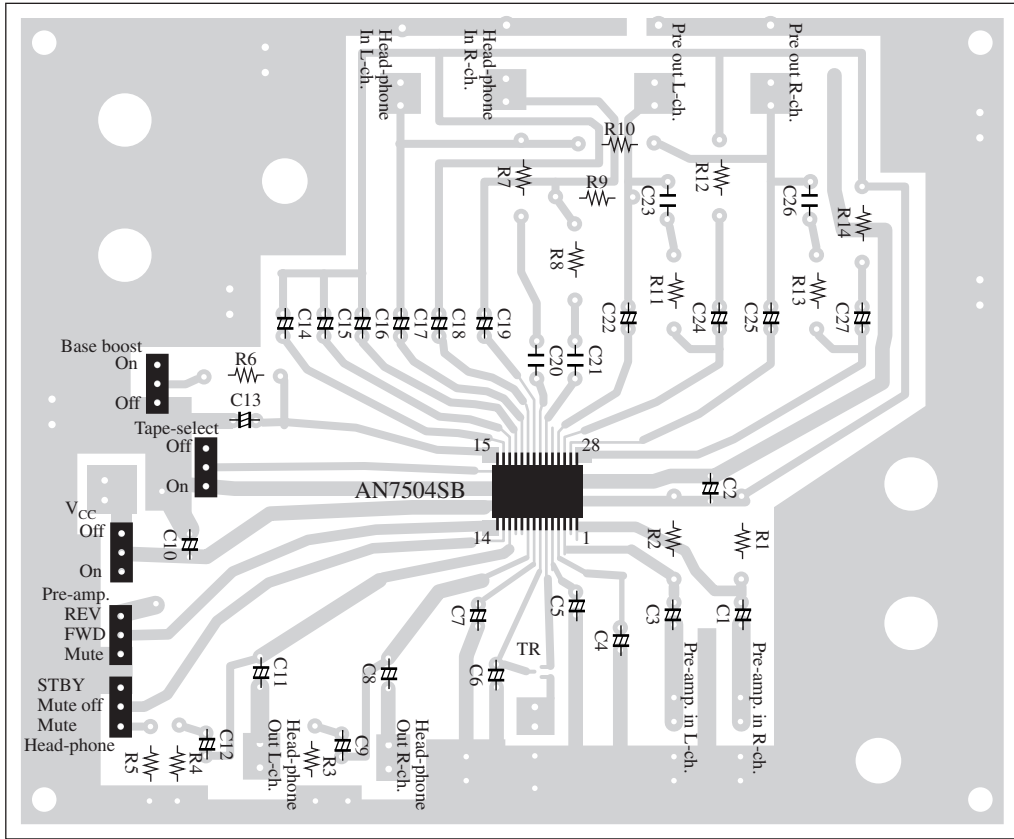 Head-phone
In L-ch.
Head-phone
In R-ch.
Pre out L-ch.
Pre out R-ch.
R10
R7
R9
C23
R12
C26
R14
R8
R11
R13
C14
C15
C16
C17
C18
C19
C22
C24
C25
C27
C20
C21
Base boost
On
Off
R6
C13
Tape-select
Off
On
15
28
AN7504SB
C2
VCC
Off
On
C10
14
1
R2
R1
Pre-amp.
REV
FWD
Mute
C7
C5
C4
C3
C1
TR
STBY
Mute off
Mute
Head-phone
C11
C8
C6
Pre-amp. in L-ch.
Pre-amp. in R-ch.
R5
R4
C12
Head-phone
Out L-ch.
R3
C9
Head-phone
Out R-ch.